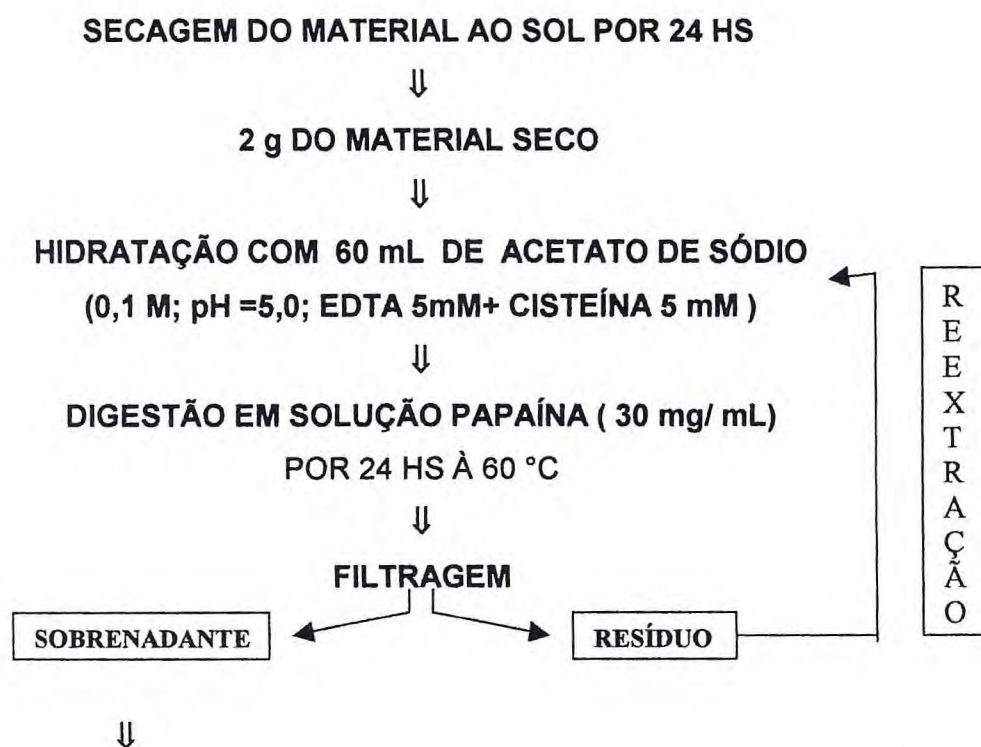 SECAGEM DO MATERIAL AO SOL POR 24 HS
⇓
2 g DO MATERIAL SECO
⇓
HIDRATAÇÃO COM 60 mL DE ACETATO DE SÓDIO
(0,1 M; pH =5,0; EDTA 5mM+ CISTEÍNA 5 mM )
⇓
DIGESTÃO EM SOLUÇÃO PAPAÍNA ( 30 mg/ mL)
POR 24 HS À 60 °C
⇓
FILTRAGEM
SOBRENADANTE
RESÍDUO
⇓
R
E
E
X
T
R
A
Ç
Ã
O